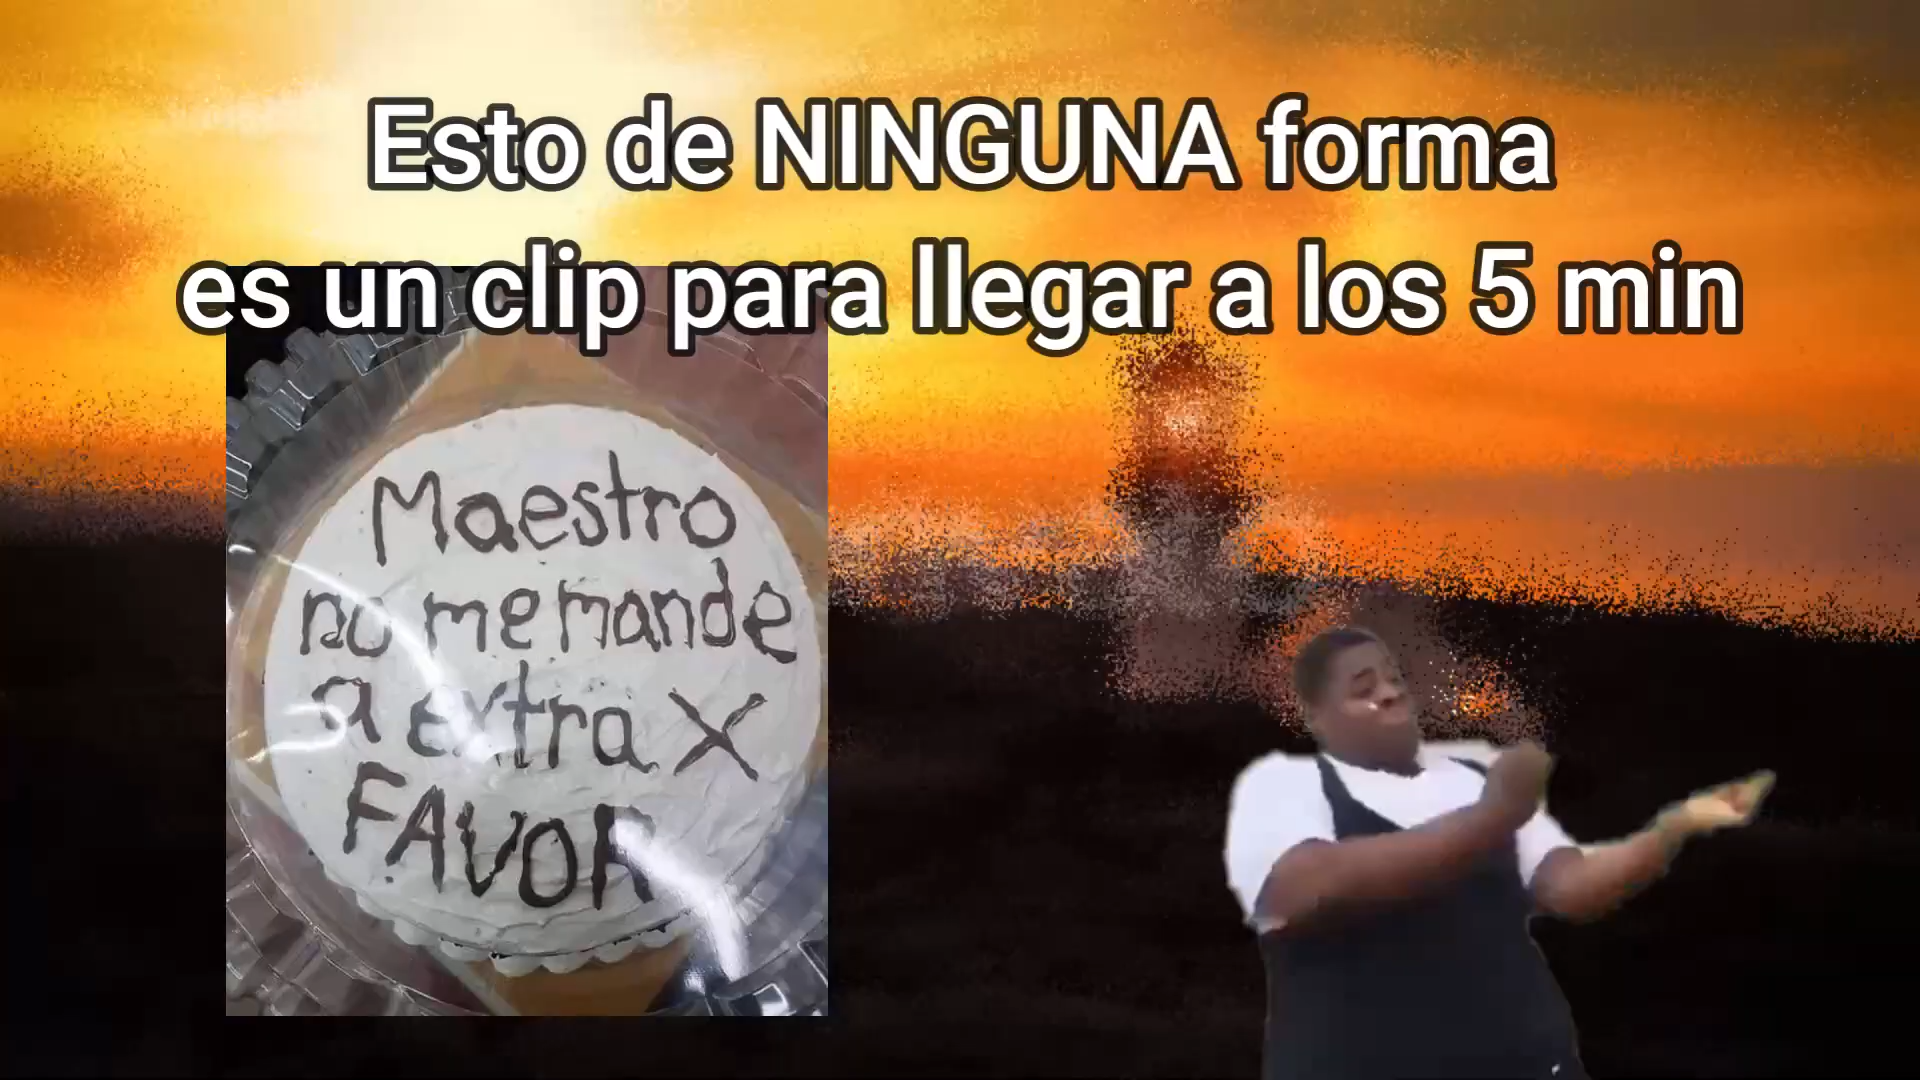 Esto de NINGUNA forma
es un clip para llegar a los 5 min
Maestro
no me mande
a extra X
FAVOR